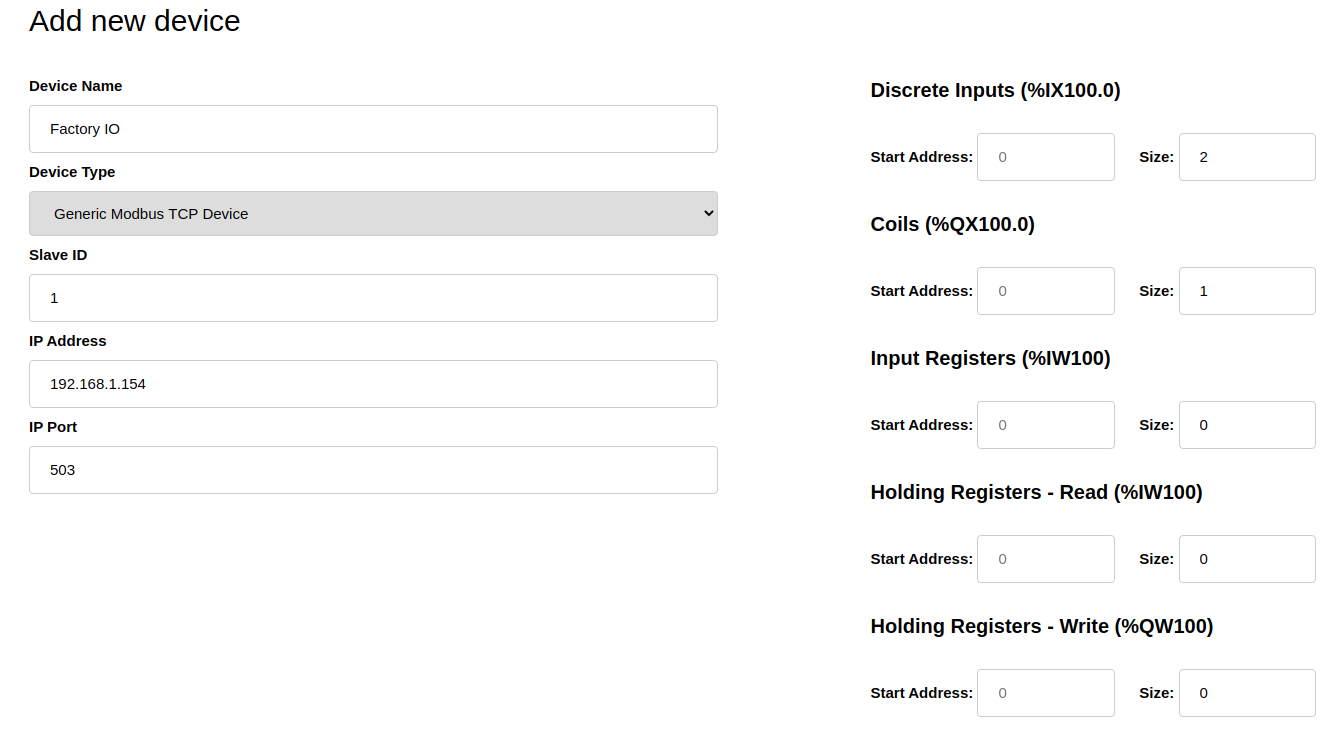 Add new device
Device Name
Factory IO
Device Type
Generic Modbus TCP Device
Slave ID
1
IP Address
192.168.1.154
IP Port
503
Discrete Inputs (%IX100.0)
Start Address: 0 Size: 2
Coils (%QX100.0)
Start Address: 0 Size: 1
Input Registers (%IW100)
Start Address: 0 Size: 0
Holding Registers - Read (%IW100)
Start Address: 0 Size: 0
Holding Registers - Write (%QW100)
Start Address: 0 Size: 0